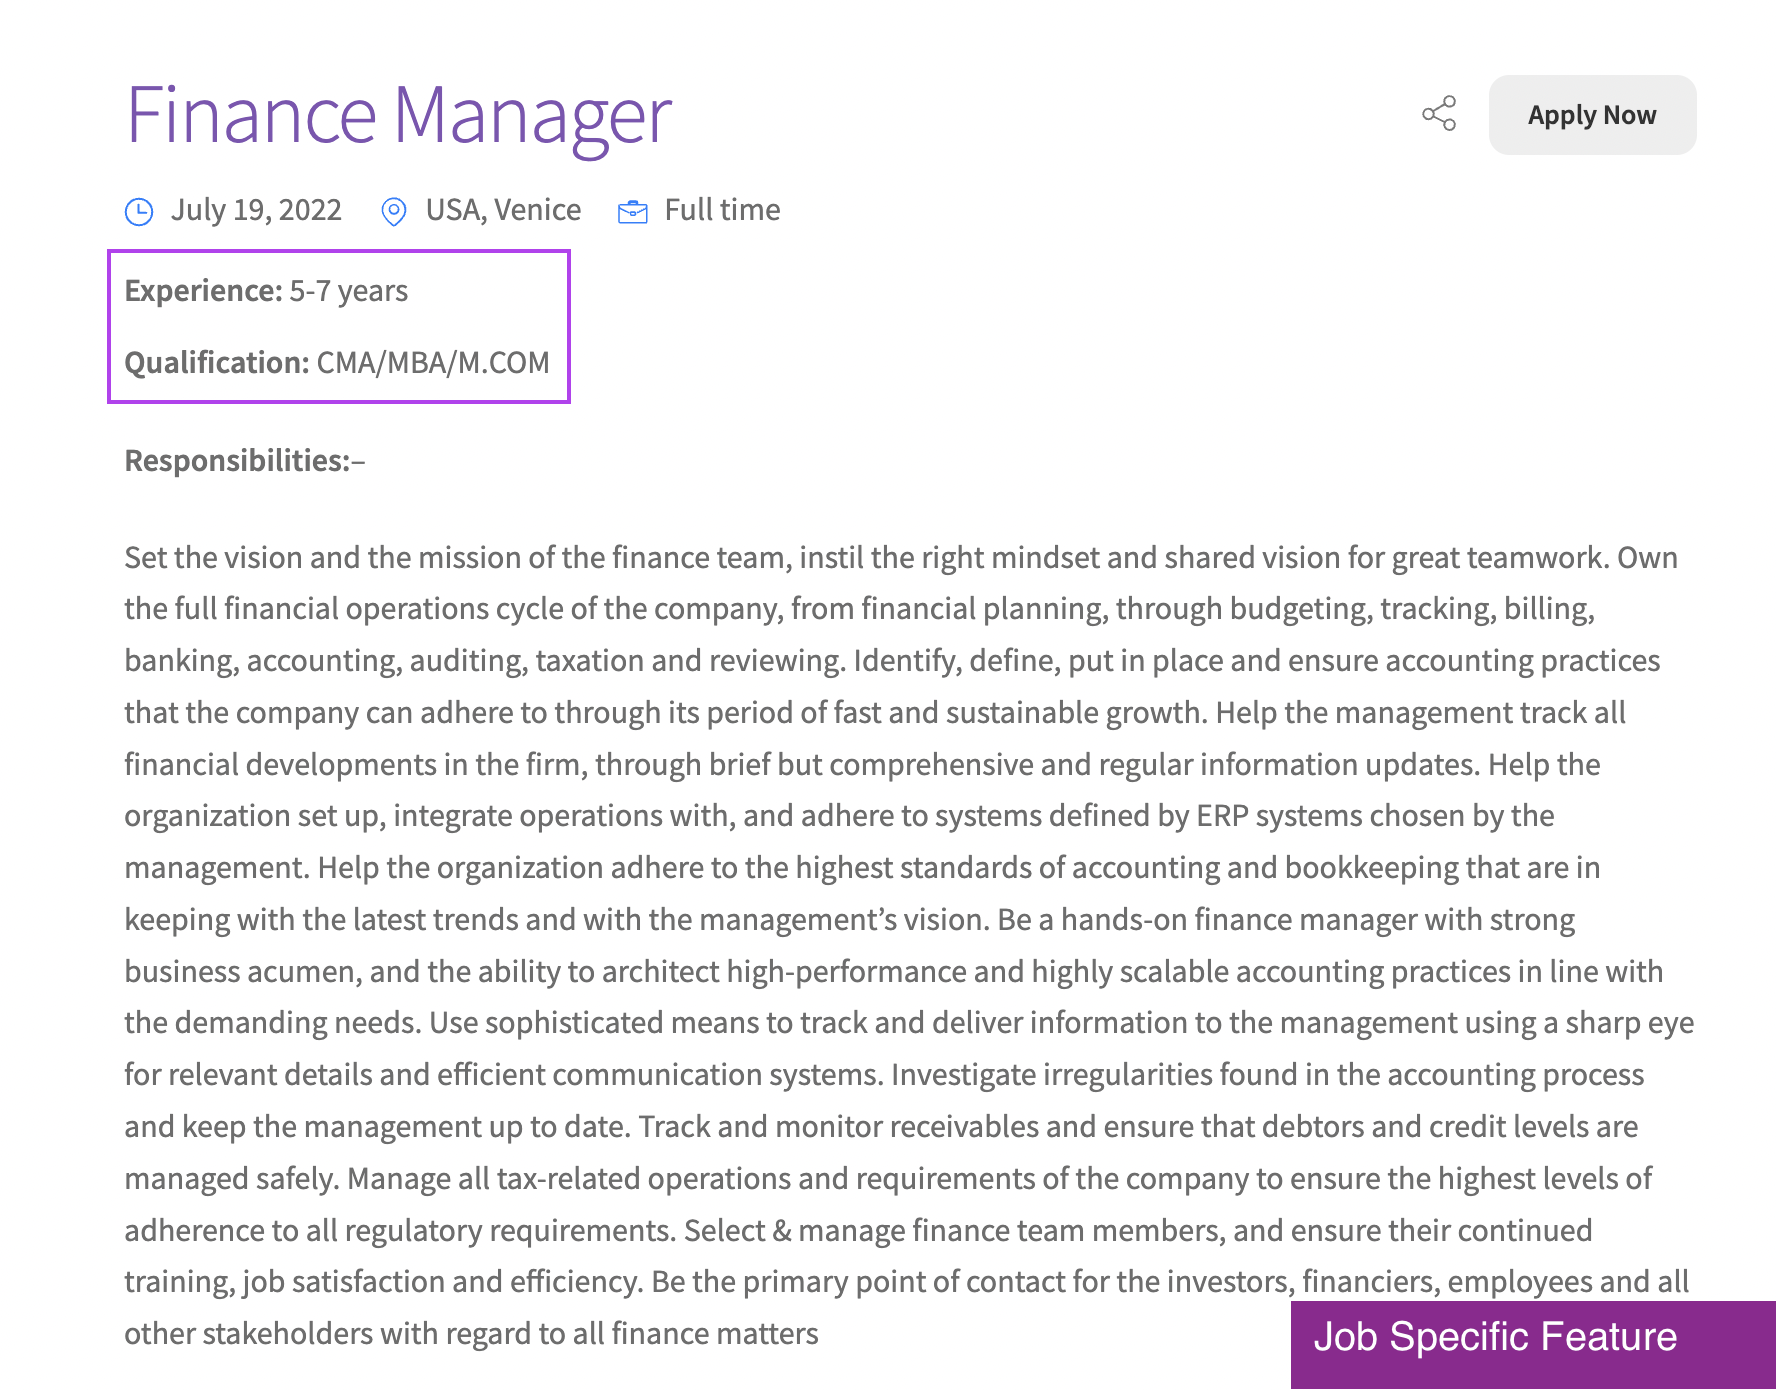 Finance Manager
Apply Now
July 19, 2022 USA, Venice Full time
Experience: 5-7 years
Qualification: CMA/MBA/M.COM
Responsibilities:–
Set the vision and the mission of the finance team, instil the right mindset and shared vision for great teamwork. Own
the full financial operations cycle of the company, from financial planning, through budgeting, tracking, billing,
banking, accounting, auditing, taxation and reviewing. Identify, define, put in place and ensure accounting practices
that the company can adhere to through its period of fast and sustainable growth. Help the management track all
financial developments in the firm, through brief but comprehensive and regular information updates. Help the
organization set up, integrate operations with, and adhere to systems defined by ERP systems chosen by the
management. Help the organization adhere to the highest standards of accounting and bookkeeping that are in
keeping with the latest trends and with the management’s vision. Be a hands-on finance manager with strong
business acumen, and the ability to architect high-performance and highly scalable accounting practices in line with
the demanding needs. Use sophisticated means to track and deliver information to the management using a sharp eye
for relevant details and efficient communication systems. Investigate irregularities found in the accounting process
and keep the management up to date. Track and monitor receivables and ensure that debtors and credit levels are
managed safely. Manage all tax-related operations and requirements of the company to ensure the highest levels of
adherence to all regulatory requirements. Select & manage finance team members, and ensure their continued
training, job satisfaction and efficiency. Be the primary point of contact for the investors, financiers, employees and all
other stakeholders with regard to all finance matters
Job Specific Feature